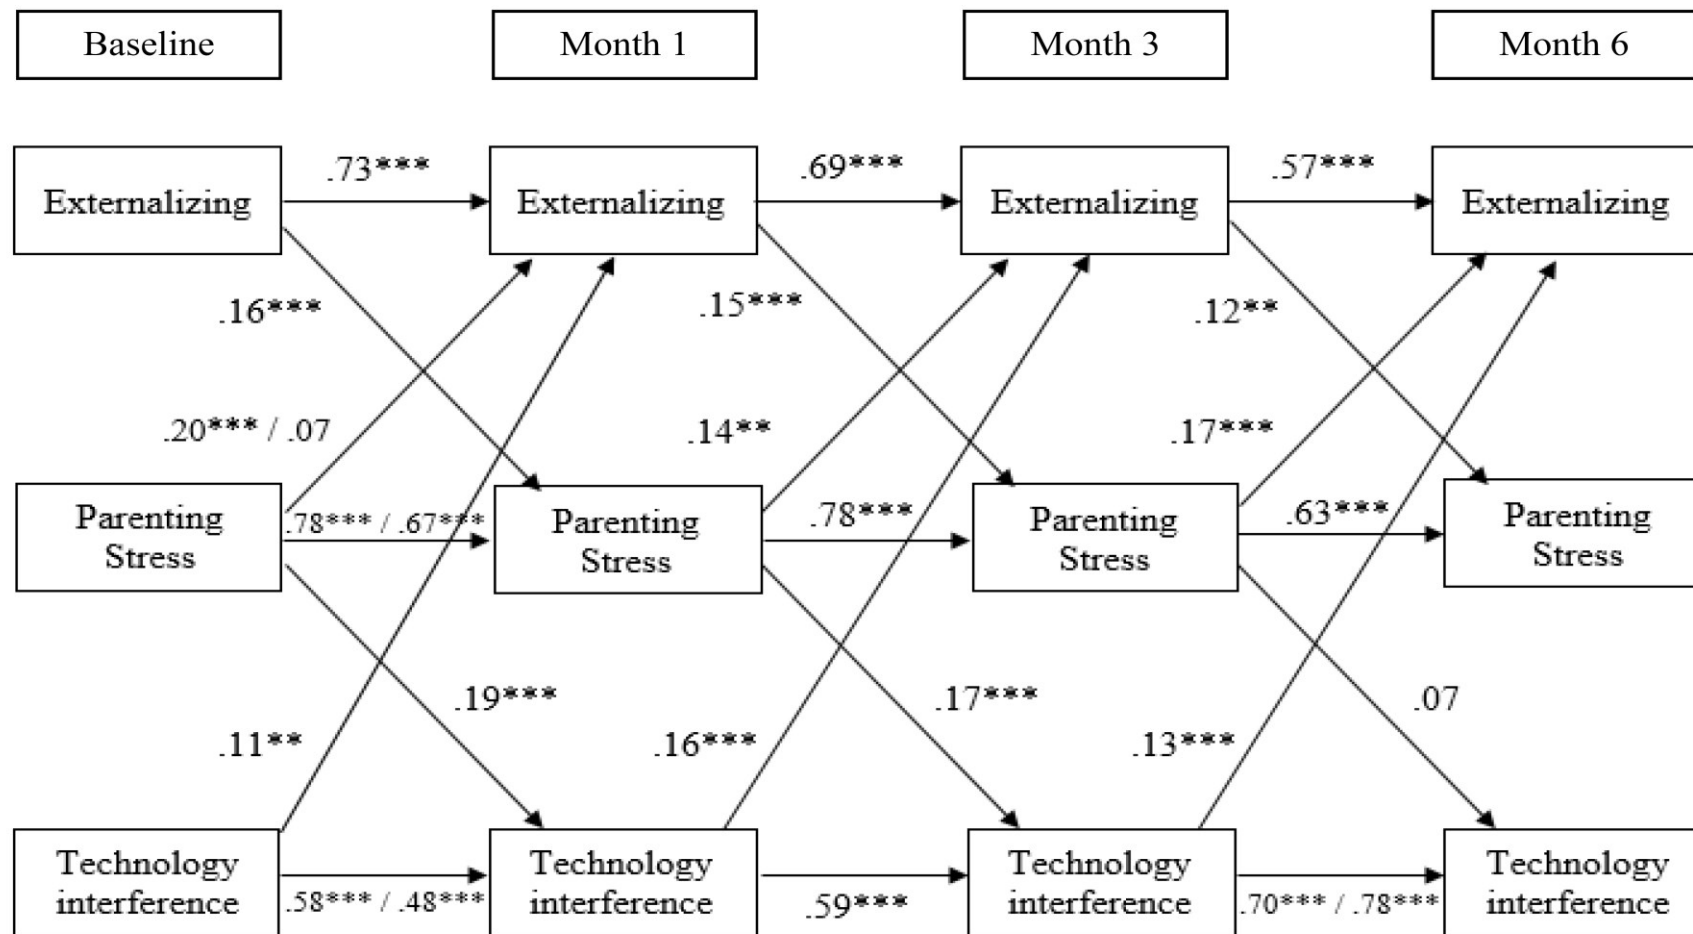 Baseline
Month 1
Month 3
Month 6
.73***
.69***
.57***
Externalizing
Externalizing
Externalizing
Externalizing
.16***
.15***
.12**
.20*** / .07
.14**
.17***
Parenting
Stress
.78*** / .67***
Parenting
Stress
.78***
Parenting
Stress
.63***
Parenting
Stress
.19***
.17***
.07
.11**
.16***
.13***
Technology
interference
.58*** / .48***
Technology
interference
.59***
Technology
interference
.70*** / .78***
Technology
interference